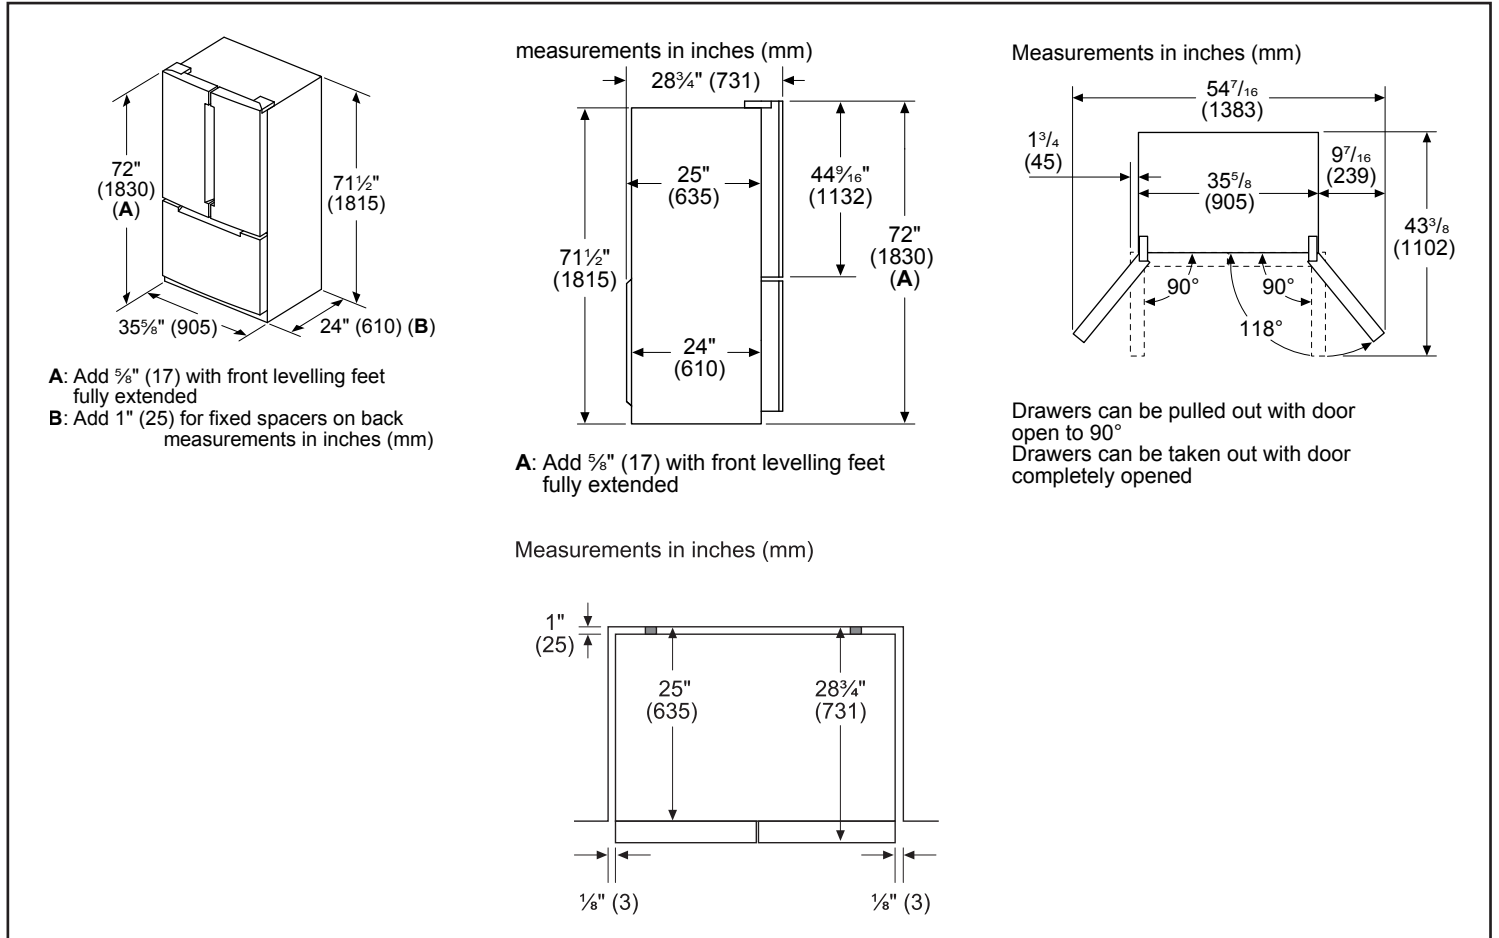 72"
(1830)
(A)
71½"
(1815)
35⅝" (905)
24" (610) (B)
A: Add ⅝" (17) with front levelling feet
fully extended
B: Add 1" (25) for fixed spacers on back
measurements in inches (mm)
measurements in inches (mm)
28¾" (731)
25"
(635)
44⁹⁄₁₆"
(1132)
71½"
(1815)
72"
(1830)
(A)
24"
(610)
A: Add ⅝" (17) with front levelling feet
fully extended
Measurements in inches (mm)
54⁷/₁₆
(1383)
1³/₄
(45)
35⁵/₈
(905)
9⁷/₁₆
(239)
43³/₈
(1102)
90°
90°
118°
Drawers can be pulled out with door
open to 90°
Drawers can be taken out with door
completely opened
Measurements in inches (mm)
1"
(25)
25"
(635)
28¾"
(731)
⅛" (3)
⅛" (3)